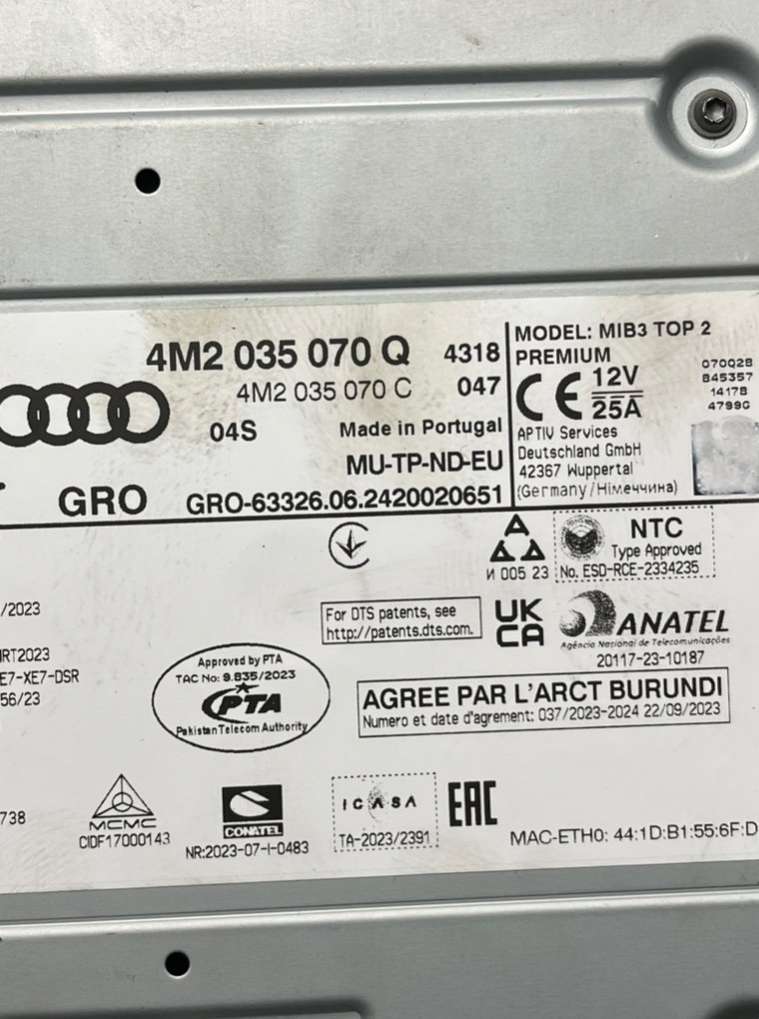 4M2 035 070 Q 4318
4M2 035 070 C 047
04S Made in Portugal
MU-TP-ND-EU
GRO GRO-63326.06.2420020651
MODEL: MIB3 TOP 2
PREMIUM
CE 12V
25A
APTIV Services
Deutschland GmbH
42367 Wuppertal
(Germany/Німеччина)
070Q28
845357
1417B
4799G
И 005 23
NTC
Type Approved
No. ESD-RCE-2334235
/2023
IRT2023
E7-XE7-DSR
56/23
For DTS patents, see
http://patents.dts.com.
UK
CA
ANATEL
Agência Nacional de Telecomunicações
20117-23-10187
Approved by PTA
TAC No: 9.835/2023
PTA
Pakistan Telecom Authority
AGREE PAR L'ARCT BURUNDI
Numero et date d'agrement: 037/2023-2024 22/09/2023
738
MCMC
CIDF17000143
CONATEL
NR:2023-07-I-0483
ICASA
TA-2023/2391
EAC
MAC-ETH0: 44:1D:B1:55:6F:D